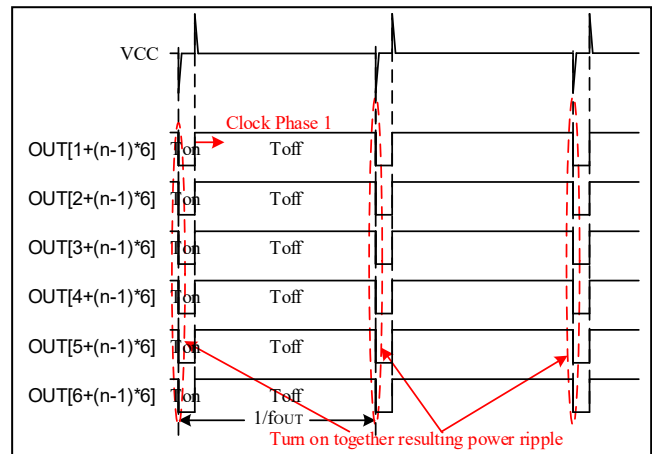 VCC
Clock Phase 1
OUT[1+(n-1)*6] Ton Toff
OUT[2+(n-1)*6] Ton Toff
OUT[3+(n-1)*6] Ton Toff
OUT[4+(n-1)*6] Ton Toff
OUT[5+(n-1)*6] Ton Toff
OUT[6+(n-1)*6] Ton Toff
1/fOUT
Turn on together resulting power ripple